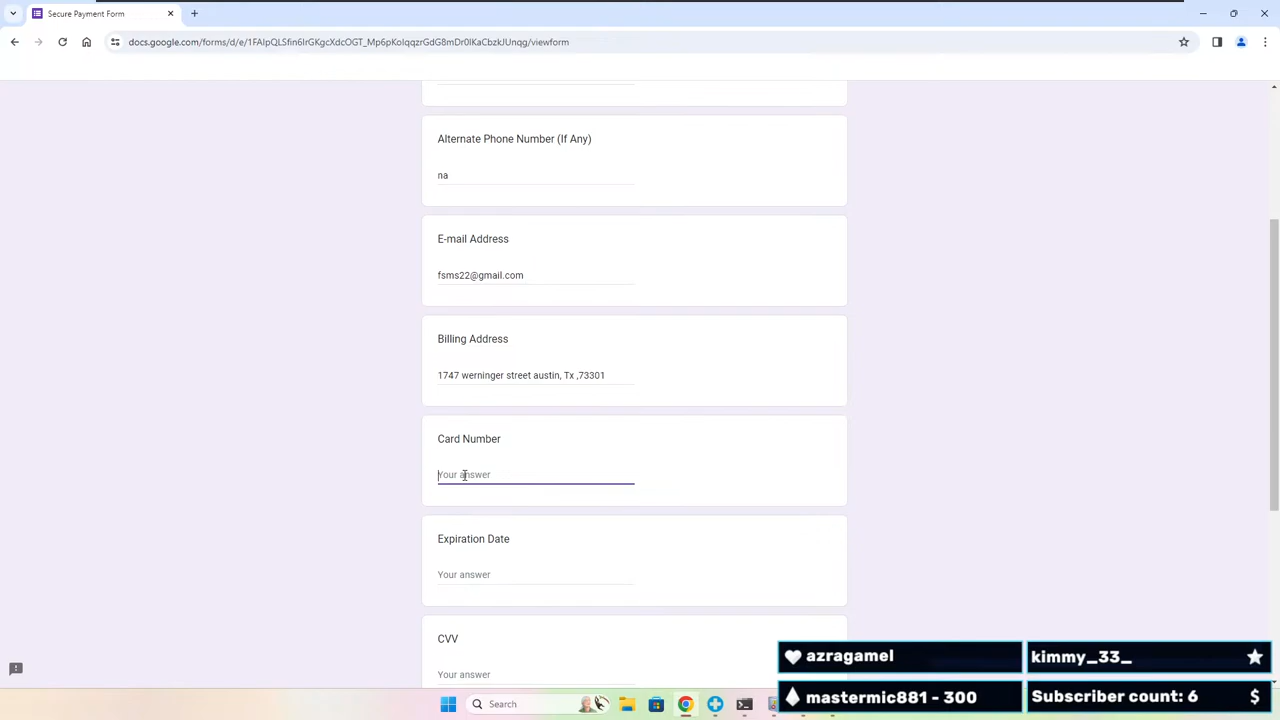 Secure Payment Form
docs.google.com/forms/d/e/1FAIpQLSfin6IrGKgcXdcOGT_Mp6pKoIqqzrGdG8mDr0IKaCbzkJUnqg/viewform
Alternate Phone Number (If Any)
na
E-mail Address
fsms22@gmail.com
Billing Address
1747 werninger street austin, Tx ,73301
Card Number
Your answer
Expiration Date
Your answer
CVV
Your answer
azragamel
kimmy_33_
mastermic881 - 300
Subscriber count: 6
Search